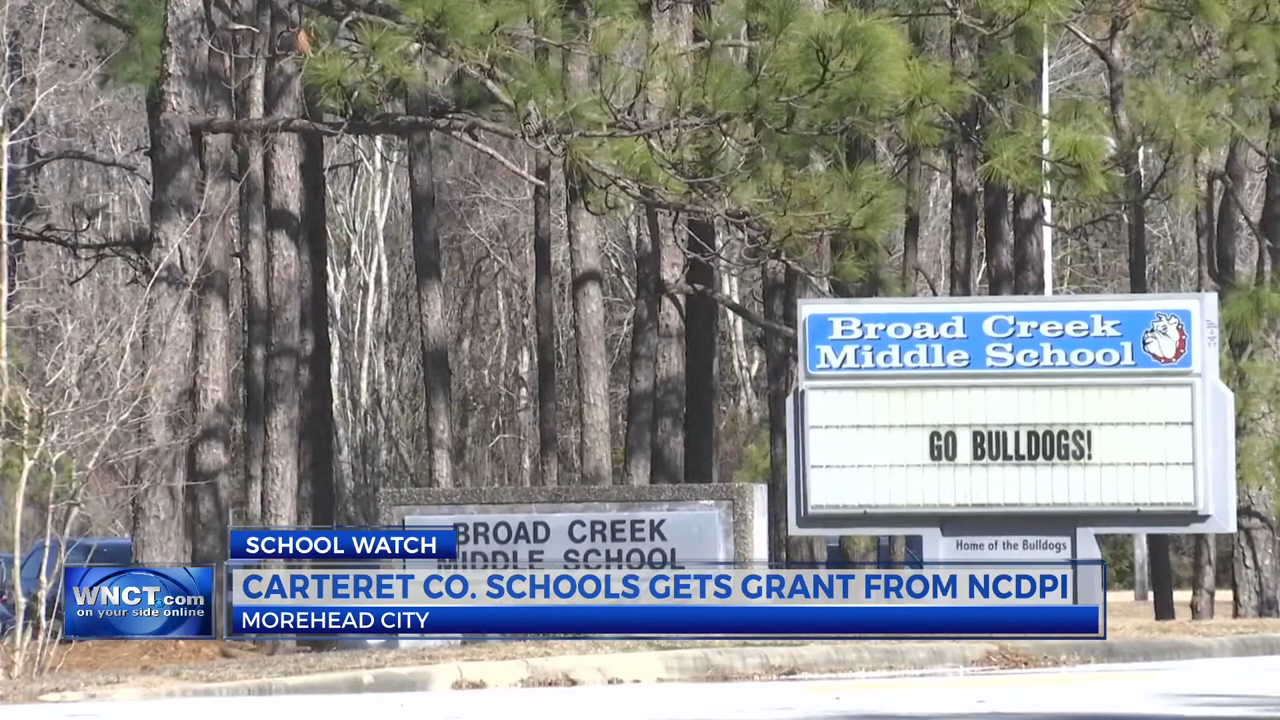 Broad Creek
Middle School
GO BULLDOGS!
Home of the Bulldogs
BROAD CREEK
MIDDLE SCHOOL
SCHOOL WATCH
CARTERET CO. SCHOOLS GETS GRANT FROM NCDPI
MOREHEAD CITY
WNCT.com
on your side online